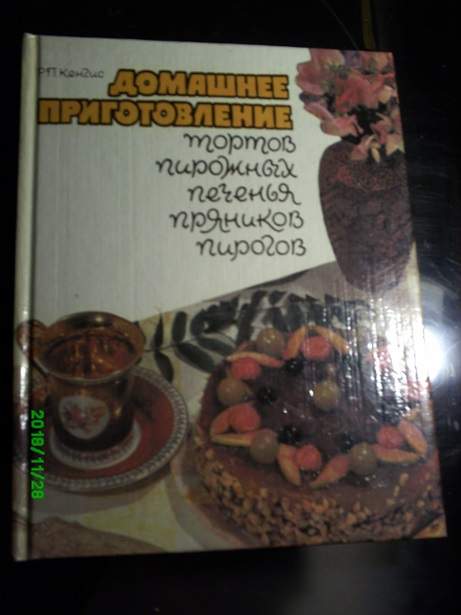 Р.П. Кенгис
ДОМАШНЕЕ
ПРИГОТОВЛЕНИЕ
тортов
пирожных
печенья
пряников
пирогов
2018/11/28